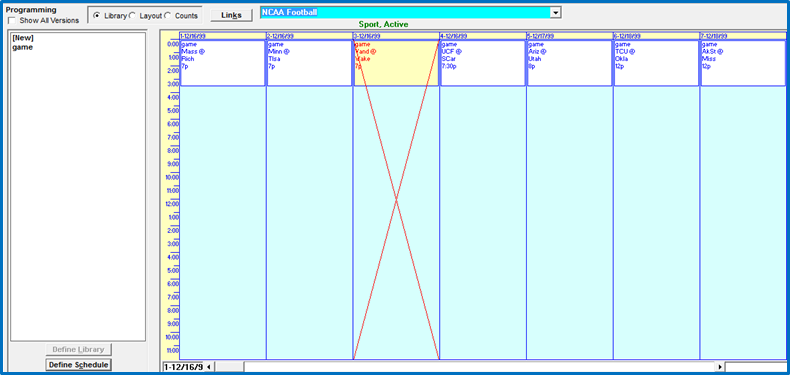 Programming
Show All Versions
Library Layout Counts
Links
NCAA Football
Sport, Active
[New]
game
1-12/16/99 2-12/16/99 3-12/16/99 4-12/16/99 5-12/17/99 6-12/18/99 7-12/18/99
game game game game game game game
Mass @ Minn @ Vand @ UCF @ Ariz @ TCU @ AkSt @
Rich Tlsa Wake SCar Utah Okla Miss
7p 7p 7p 7:30p 8p 12p 12p
0:00
1:00
2:00
3:00
4:00
5:00
6:00
7:00
8:00
9:00
10:00
11:00
12:00
1:00
2:00
3:00
4:00
5:00
6:00
7:00
8:00
9:00
10:00
11:00
Define Library
Define Schedule
1-12/16/9